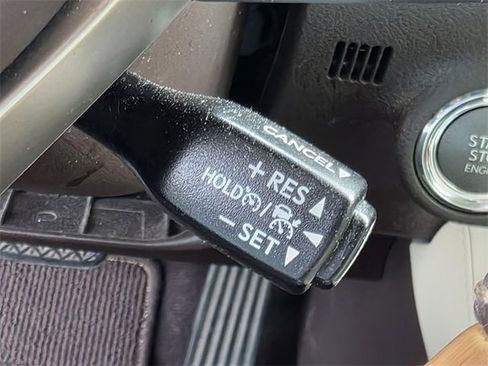 CANCEL
+ RES
HOLD /
- SET
STA
STO
ENGI